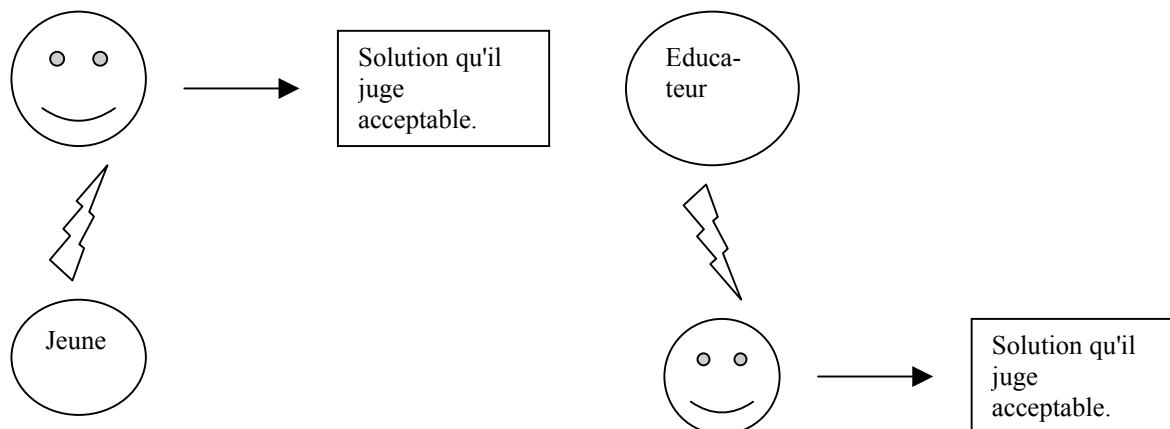 Solution qu'il
juge
acceptable.
Educa-
teur
Jeune
Solution qu'il
juge
acceptable.